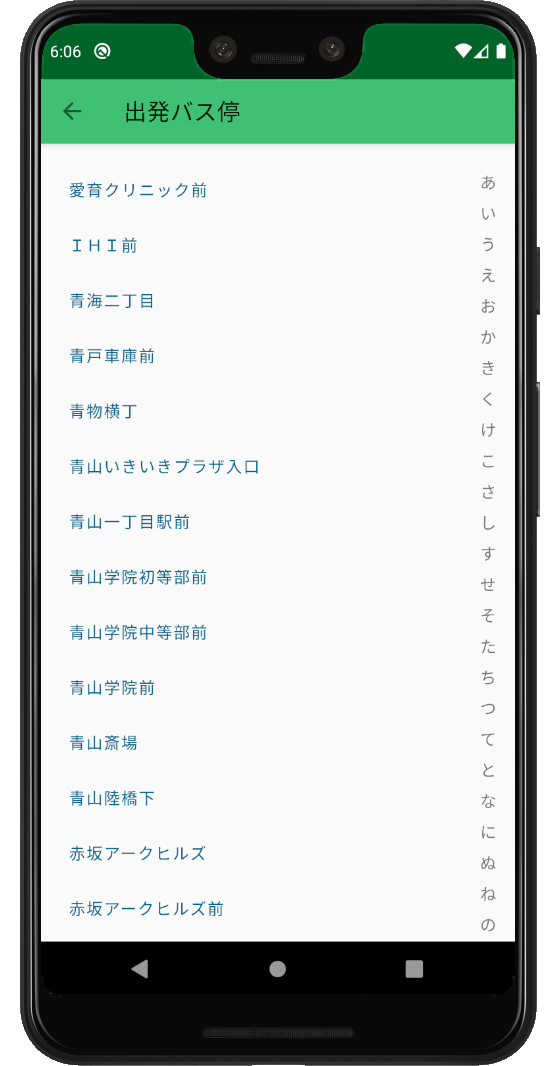 6:06
出発バス停
愛育クリニック前
ＩＨＩ前
青海二丁目
青戸車庫前
青物横丁
青山いきいきプラザ入口
青山一丁目駅前
青山学院初等部前
青山学院中等部前
青山学院前
青山斎場
青山陸橋下
赤坂アークヒルズ
赤坂アークヒルズ前
あ
い
う
え
お
か
き
く
け
こ
さ
し
す
せ
そ
た
ち
つ
て
と
な
に
ぬ
ね
の